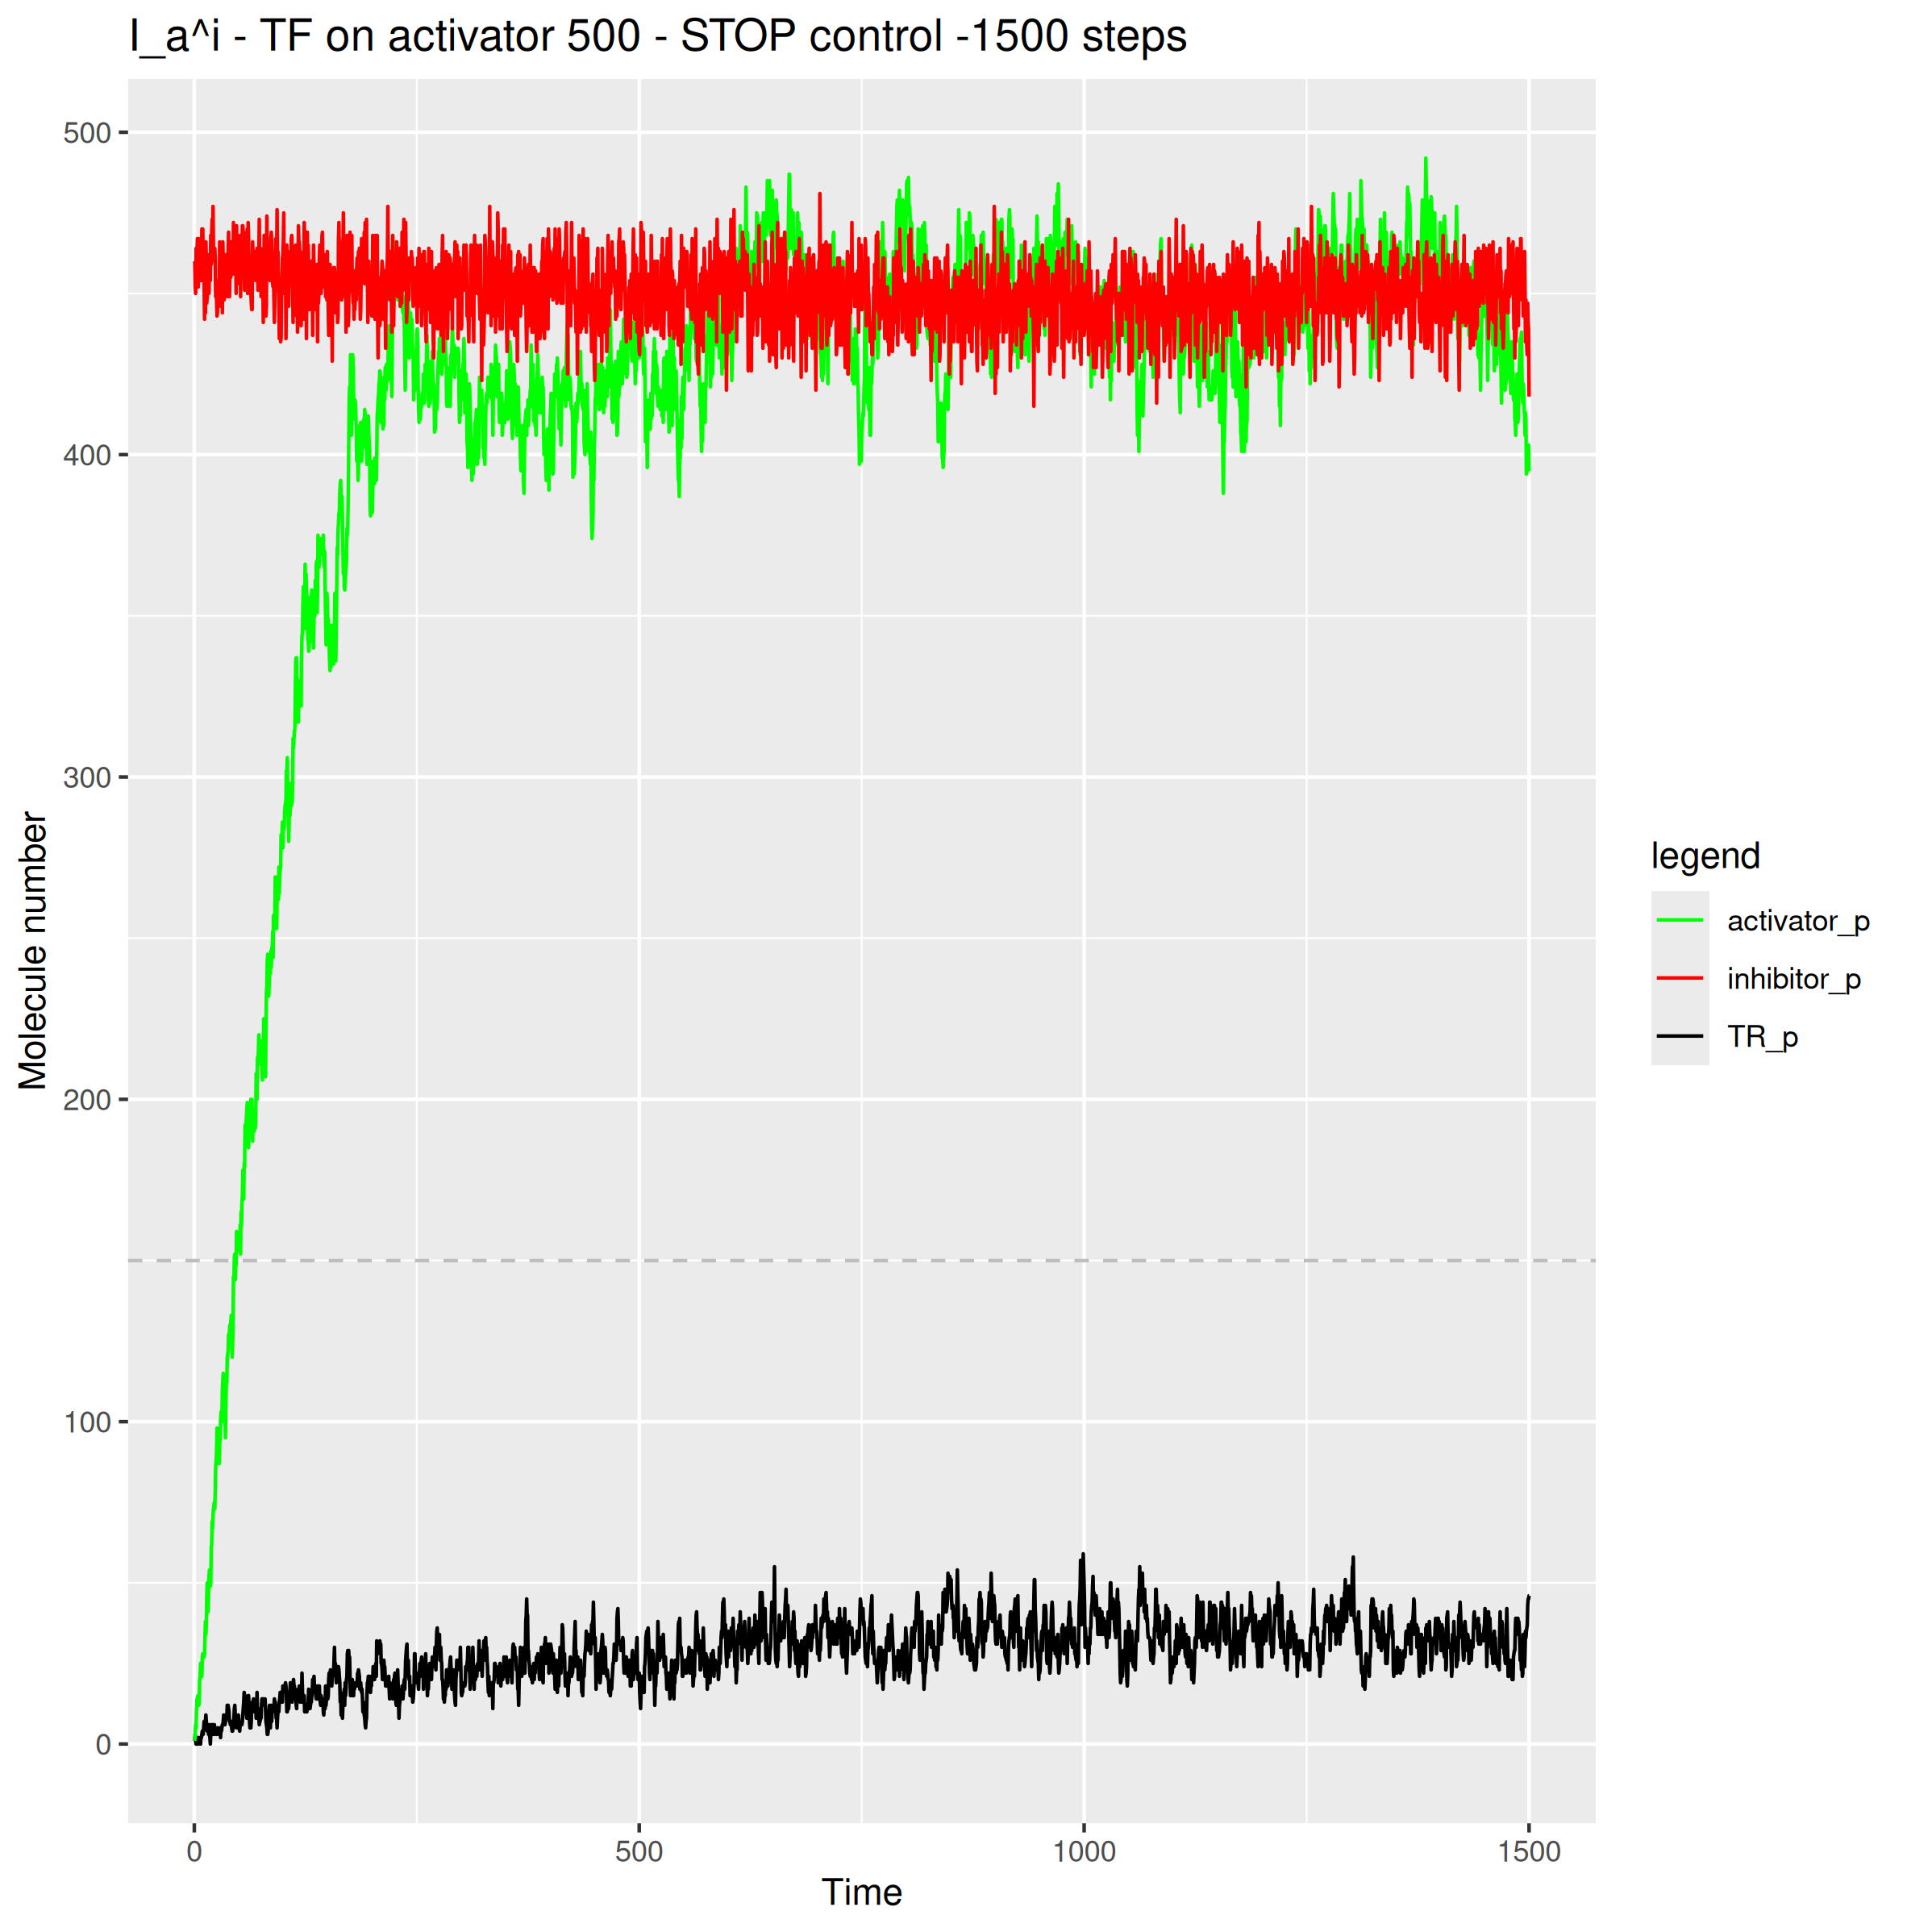 I_a^i - TF on activator 500 - STOP control -1500 steps
500
400
300
200
100
0
Molecule number
0 500 1000 1500
Time
legend
activator_p
inhibitor_p
TR_p